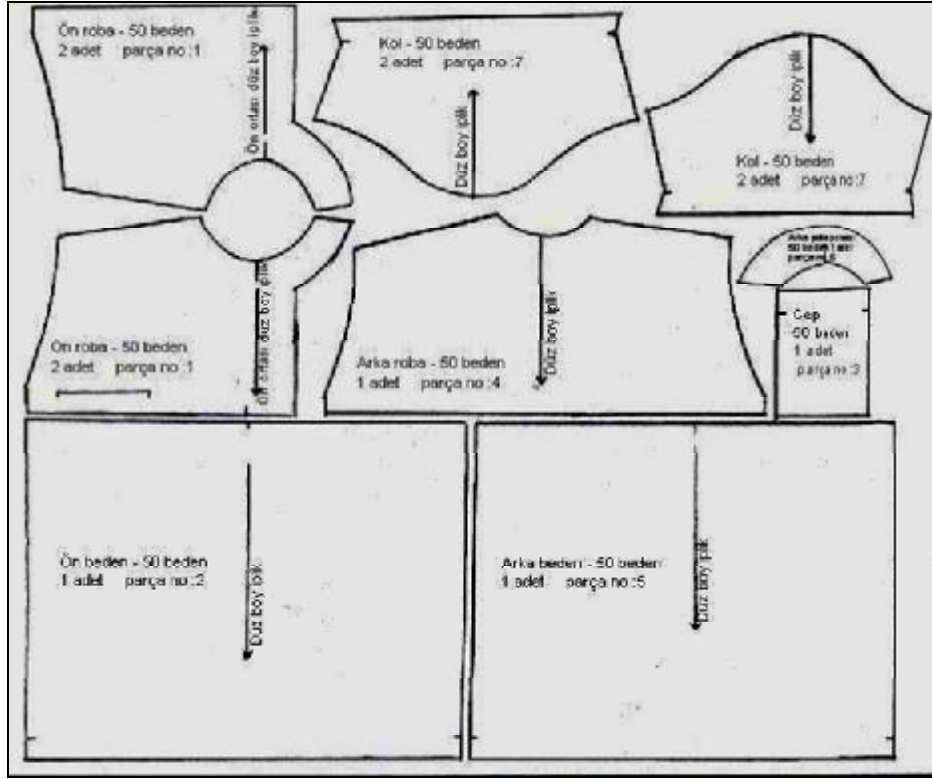 Ön roba - 50 beden
2 adet parça no :1
Ön ortası düz boy iplik
Kol - 50 beden
2 adet parça no :7
Düz boy iplik
Düz boy iplik
Kol - 50 beden
2 adet parça no :7
Ön roba - 50 beden
2 adet parça no :1
Ön ortası düz boy iplik
Arka roba - 50 beden
1 adet parça no :4
Düz boy iplik
50 beden 1 adet
Cep
50 beden
1 adet
parça no :3
Ön beden - 50 beden
1 adet parça no :2
Düz boy iplik
Arka beden - 50 beden
1 adet parça no :5
Düz boy iplik